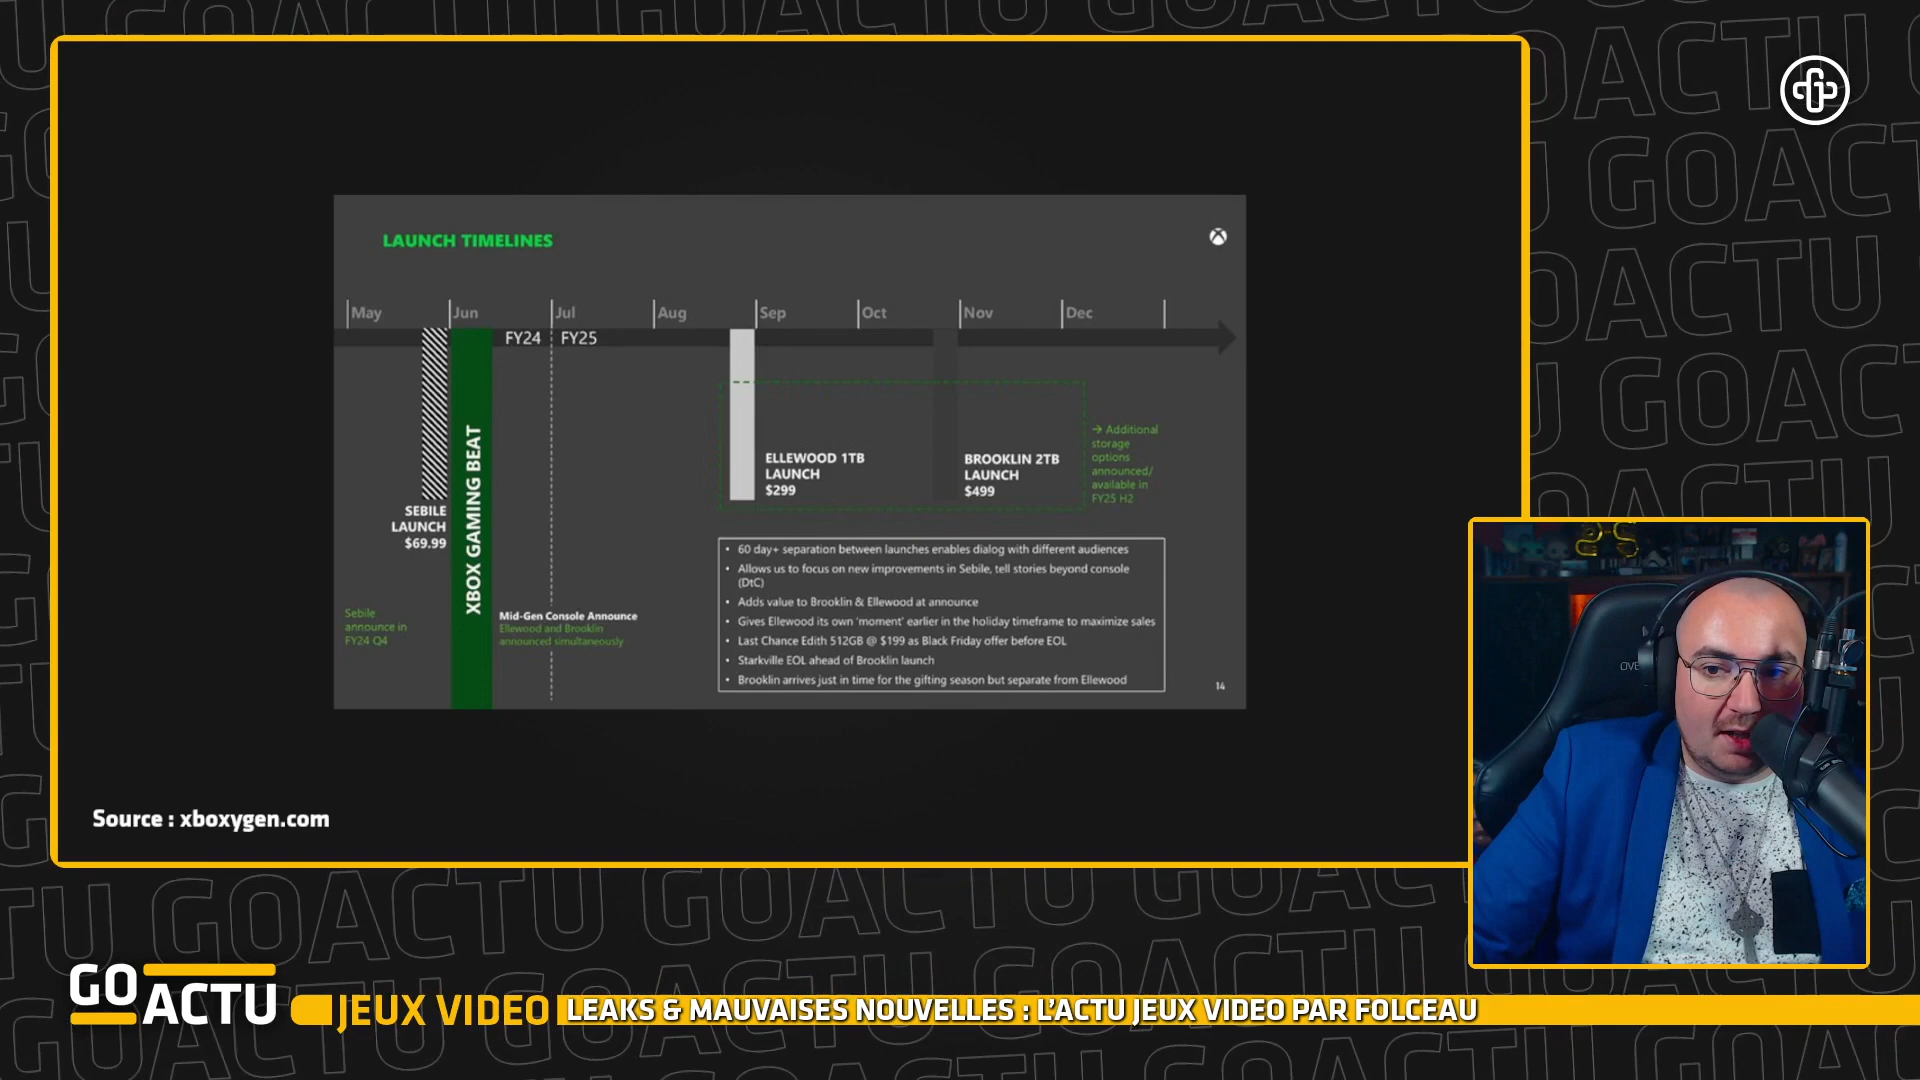 LAUNCH TIMELINES
May
Jun
Jul
Aug
Sep
Oct
Nov
Dec
FY24
FY25
SEBILE
LAUNCH
$69.99
XBOX GAMING BEAT
ELLEWOOD 1TB
LAUNCH
$299
BROOKLIN 2TB
LAUNCH
$499
→ Additional
storage
options
announced/
available in
FY25 H2
Sebile
announce in
FY24 Q4
Mid-Gen Console Announce
Ellewood and Brooklin
announced simultaneously
• 60 day+ separation between launches enables dialog with different audiences
• Allows us to focus on new improvements in Sebile, tell stories beyond console
(DtC)
• Adds value to Brooklin & Ellewood at announce
• Gives Ellewood its own 'moment' earlier in the holiday timeframe to maximize sales
• Last Chance Edith 512GB @ $199 as Black Friday offer before EOL
• Starkville EOL ahead of Brooklin launch
• Brooklin arrives just in time for the gifting season but separate from Ellewood
14
Source : xboxygen.com
GO
ACTU
JEUX VIDEO
LEAKS & MAUVAISES NOUVELLES : L'ACTU JEUX VIDEO PAR FOLCEAU